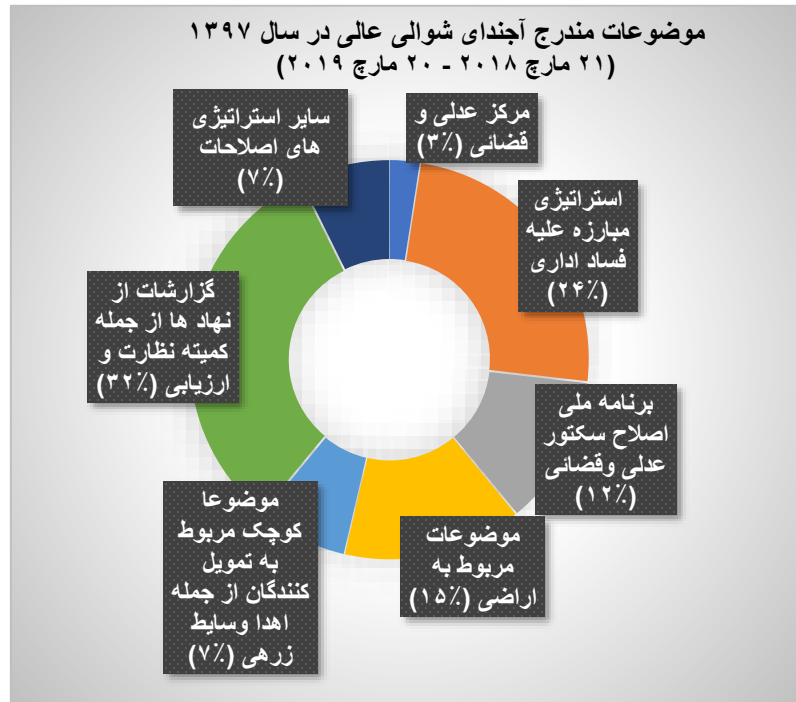 موضوعات مندرج آجندای شوالی عالی در سال ۱۳۹۷
(۲۱ مارچ ۲۰۱۸ - ۲۰ مارچ ۲۰۱۹)
مرکز عدلی و
قضائی (۳٪)
استراتیژی
مبارزه علیه
فساد اداری
(۲۴٪)
برنامه ملی
اصلاح سکتور
عدلی وقضائی
(۱۲٪)
موضوعات
مربوط به
اراضی (۱۵٪)
موضوعا
کوچک مربوط
به تمویل
کنندگان از جمله
اهدا وسایط
زرهی (۷٪)
گزارشات از
نهاد ها از جمله
کمیته نظارت و
ارزیابی (۳۲٪)
سایر استراتیژی
های اصلاحات
(۷٪)